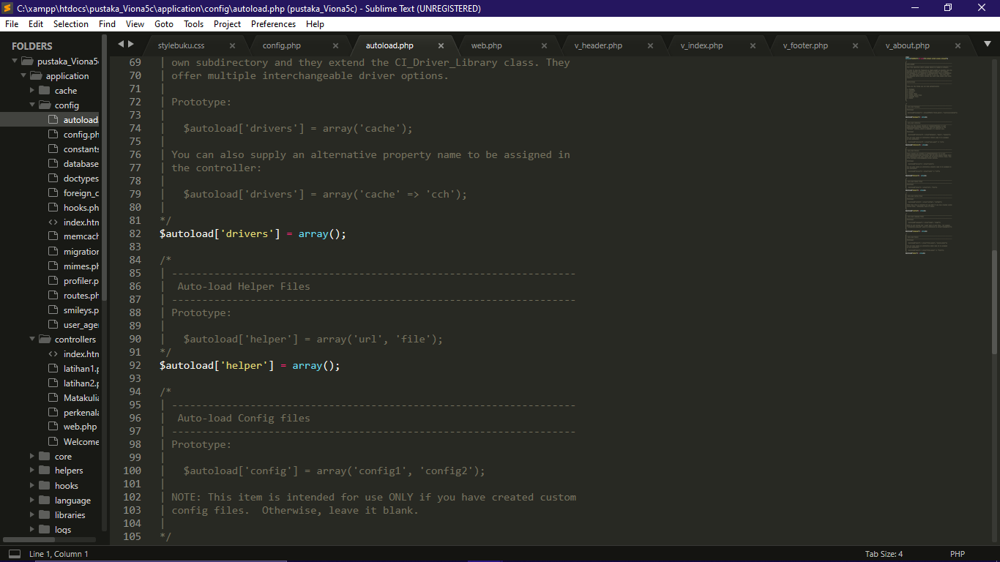 C:\xampp\htdocs\pustaka_Viona5c\application\config\autoload.php (pustaka_Viona5c) - Sublime Text (UNREGISTERED)
File Edit Selection Find View Goto Tools Project Preferences Help
FOLDERS
pustaka_Viona5
application
cache
config
autoload.
config.ph
constants
database
doctypes
foreign_c
hooks.ph
index.htm
memcach
migration
mimes.ph
profiler.p
routes.ph
smileys.p
user_age
controllers
index.htm
latihan1.p
latihan2.p
Matakulia
perkenala
web.php
Welcome
core
helpers
hooks
language
libraries
logs
stylebuku.css config.php autoload.php web.php v_header.php v_index.php v_footer.php v_about.php
69 | own subdirectory and they extend the CI_Driver_Library class. They
70 | offer multiple interchangeable driver options.
71 |
72 | Prototype:
73 |
74 | $autoload['drivers'] = array('cache');
75 |
76 | You can also supply an alternative property name to be assigned in
77 | the controller:
78 |
79 | $autoload['drivers'] = array('cache' => 'cch');
80 |
81 */
82 $autoload['drivers'] = array();
83
84 /*
85 | -------------------------------------------------------------------
86 | Auto-load Helper Files
87 | -------------------------------------------------------------------
88 | Prototype:
89 |
90 | $autoload['helper'] = array('url', 'file');
91 */
92 $autoload['helper'] = array();
93
94 /*
95 | -------------------------------------------------------------------
96 | Auto-load Config files
97 | -------------------------------------------------------------------
98 | Prototype:
99 |
100 | $autoload['config'] = array('config1', 'config2');
101 |
102 | NOTE: This item is intended for use ONLY if you have created custom
103 | config files.  Otherwise, leave it blank.
104 |
105 */
Line 1, Column 1 Tab Size: 4 PHP